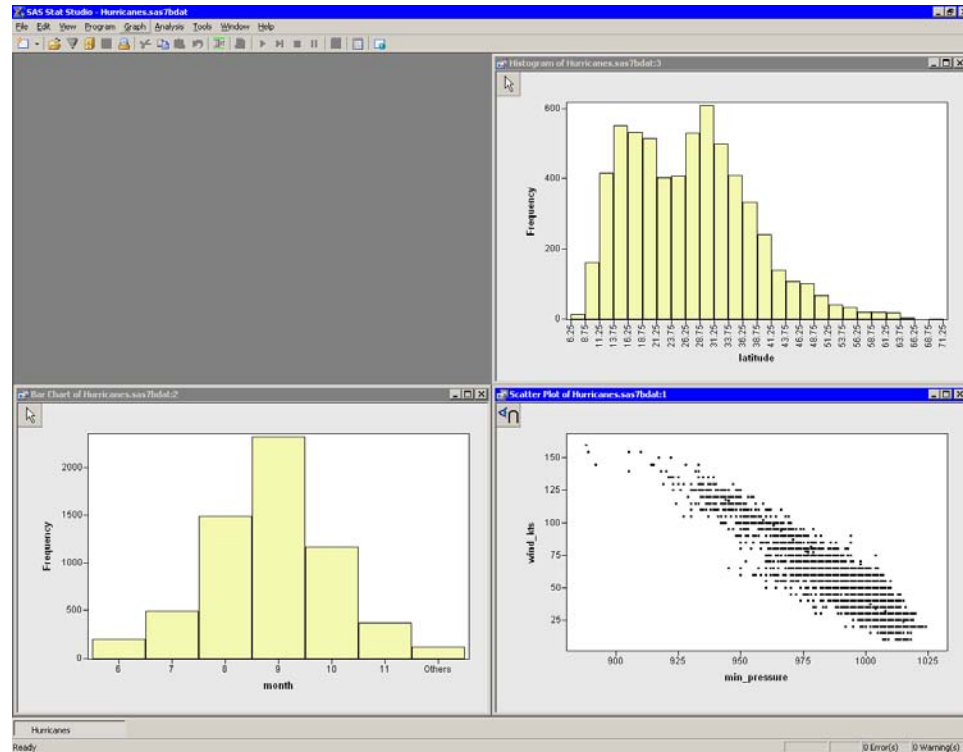 SAS Stat Studio - Hurricanes.sas7bdat
File Edit View Program Graph Analysis Tools Window Help
Histogram of Hurricanes.sas7bdat:3
Frequency
600
400
200
0
6.25 8.75 11.25 13.75 16.25 18.75 21.25 23.75 26.25 28.75 31.25 33.75 36.25 38.75 41.25 43.75 46.25 48.75 51.25 53.75 56.25 58.75 61.25 63.75 66.25 68.75 71.25
latitude
Bar Chart of Hurricanes.sas7bdat:2
Frequency
2000
1500
1000
500
0
6 7 8 9 10 11 Others
month
Scatter Plot of Hurricanes.sas7bdat:1
wind_kts
150
125
100
75
50
25
900 925 950 975 1000 1025
min_pressure
Hurricanes
Ready
0 Error(s) 0 Warning(s)